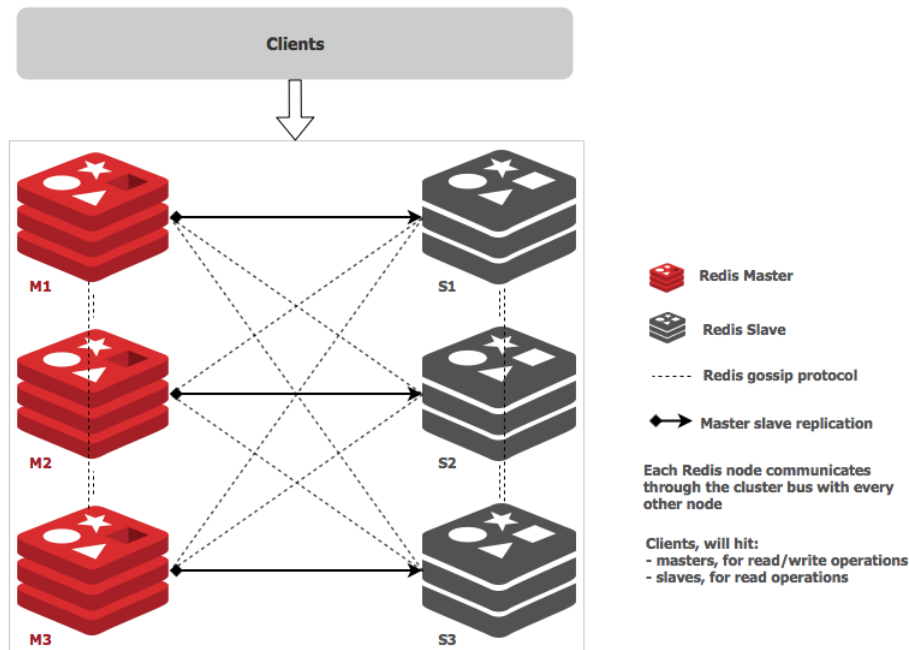 Clients
M1
S1
M2
S2
M3
S3
Redis Master
Redis Slave
Redis gossip protocol
Master slave replication
Each Redis node communicates
through the cluster bus with every
other node
Clients, will hit:
- masters, for read/write operations
- slaves, for read operations